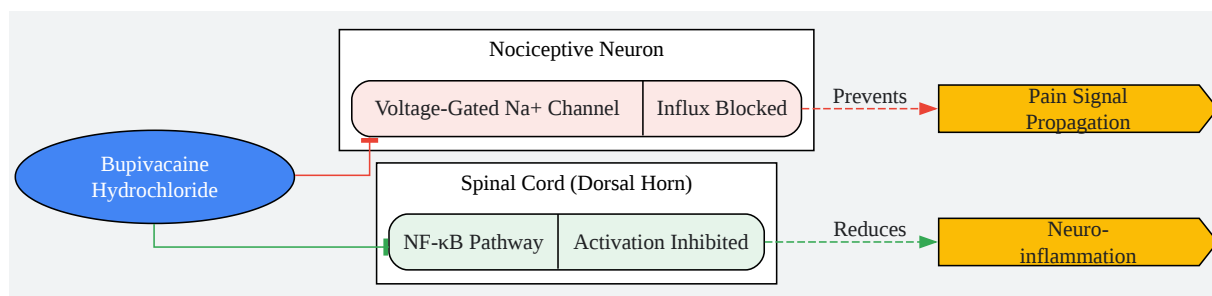 Nociceptive Neuron
Voltage-Gated Na+ Channel
Influx Blocked
Prevents
Pain Signal
Propagation
Bupivacaine
Hydrochloride
Spinal Cord (Dorsal Horn)
NF-κB Pathway
Activation Inhibited
Reduces
Neuro-
inflammation